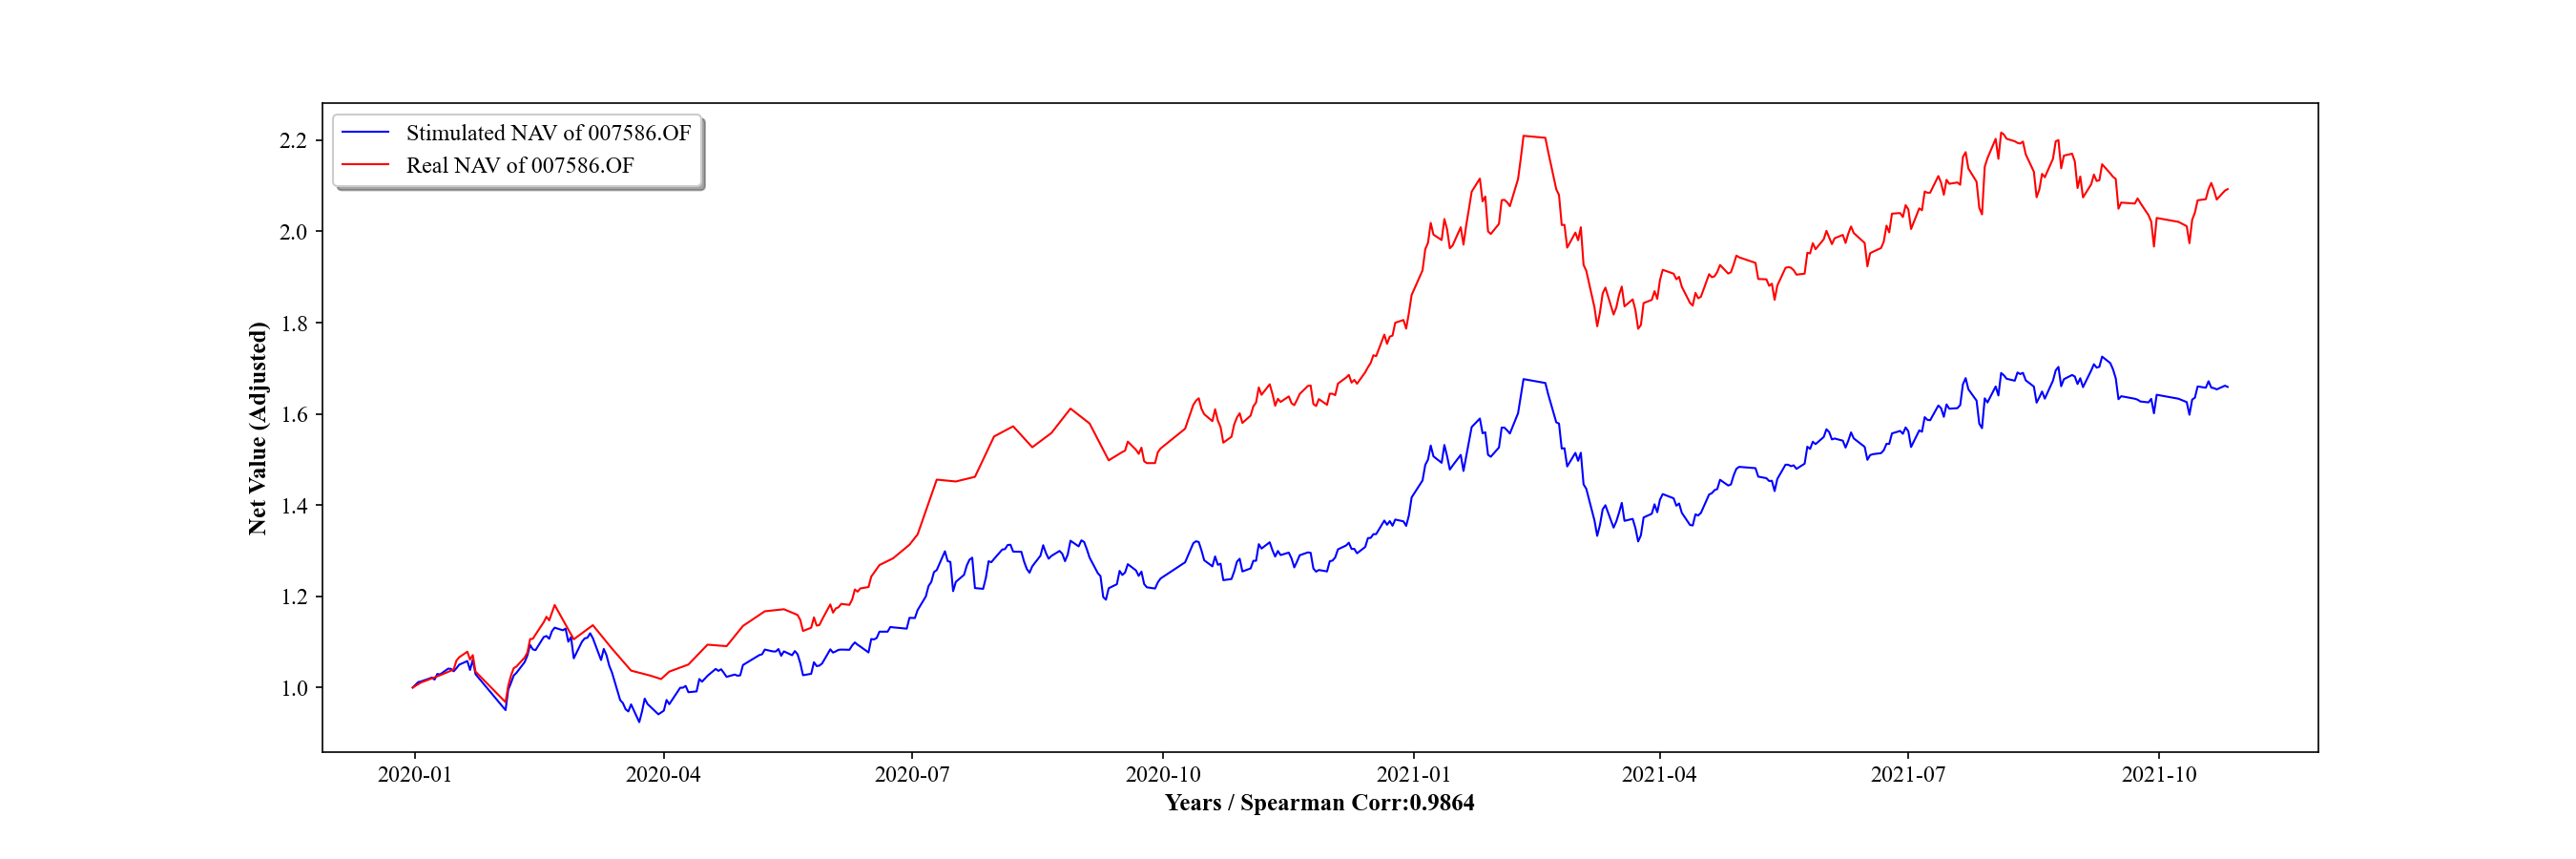 Stimulated NAV of 007586.OF
Real NAV of 007586.OF
Net Value (Adjusted)
2.2
2.0
1.8
1.6
1.4
1.2
1.0
2020-01 2020-04 2020-07 2020-10 2021-01 2021-04 2021-07 2021-10
Years / Spearman Corr:0.9864